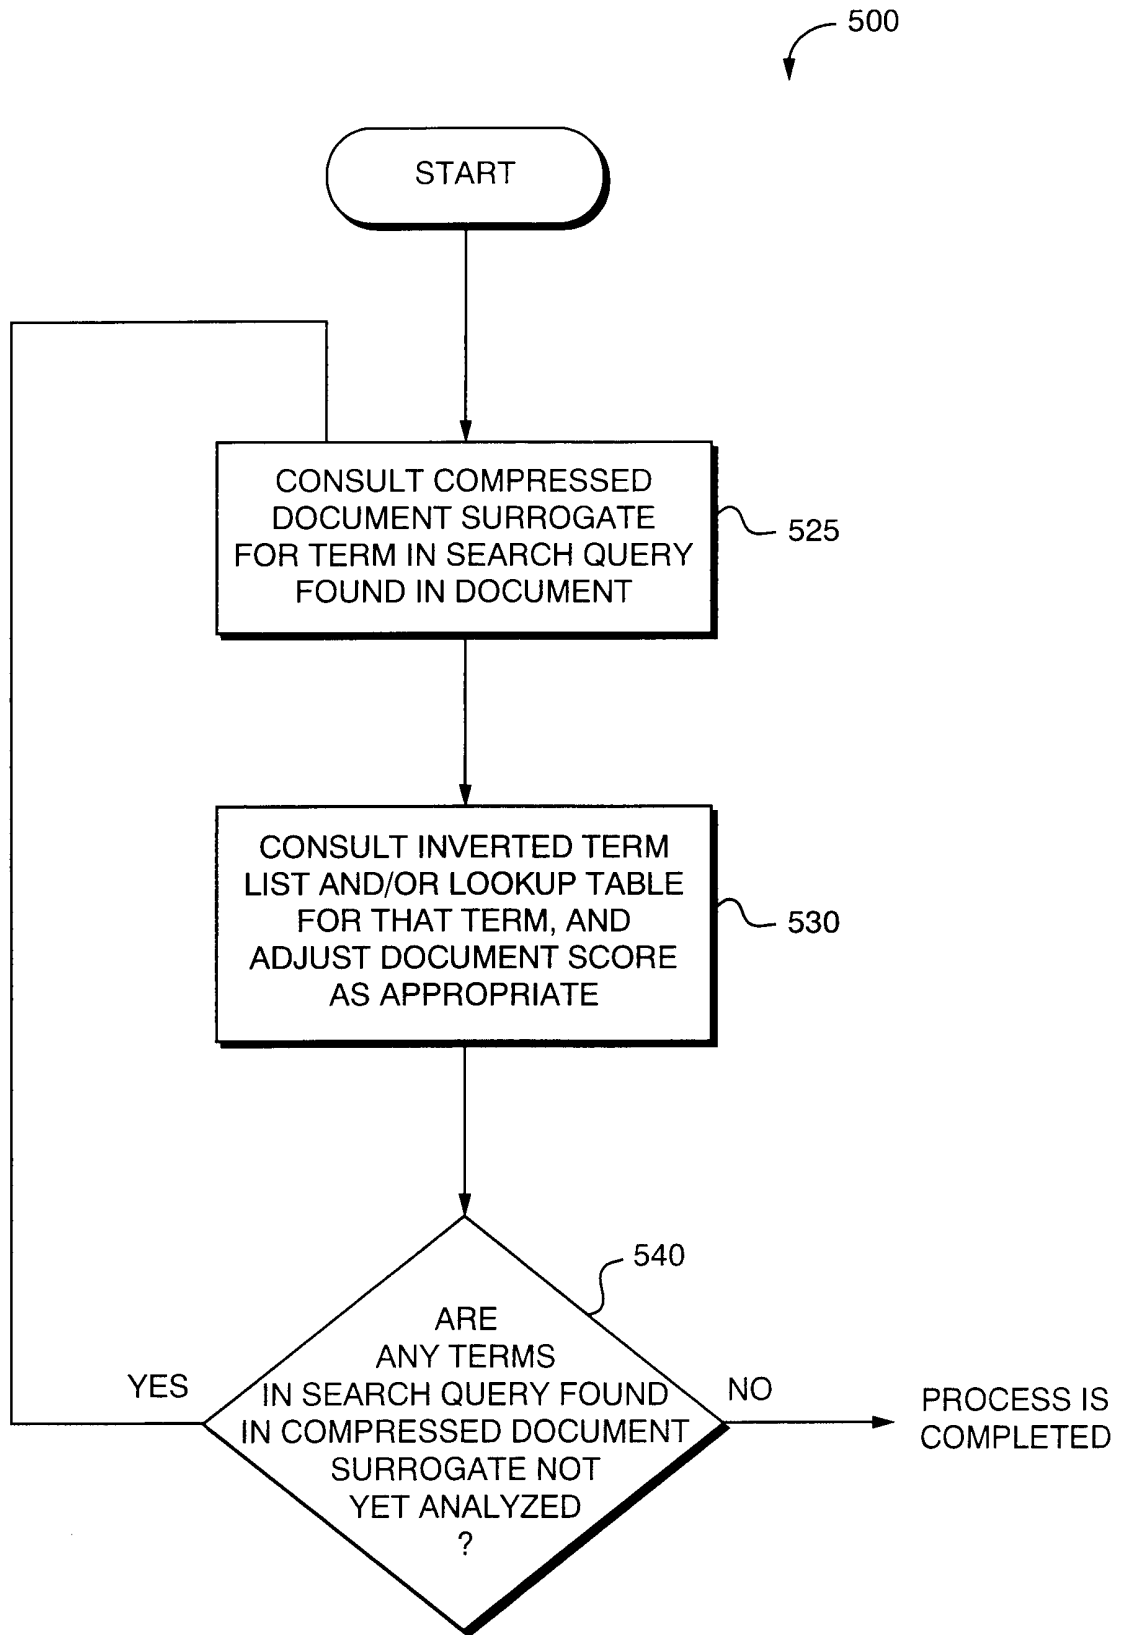 500
START
CONSULT COMPRESSED
DOCUMENT SURROGATE
FOR TERM IN SEARCH QUERY
FOUND IN DOCUMENT
525
CONSULT INVERTED TERM
LIST AND/OR LOOKUP TABLE
FOR THAT TERM, AND
ADJUST DOCUMENT SCORE
AS APPROPRIATE
530
540
ARE
ANY TERMS
IN SEARCH QUERY FOUND
IN COMPRESSED DOCUMENT
SURROGATE NOT
YET ANALYZED
?
YES
NO
PROCESS IS
COMPLETED